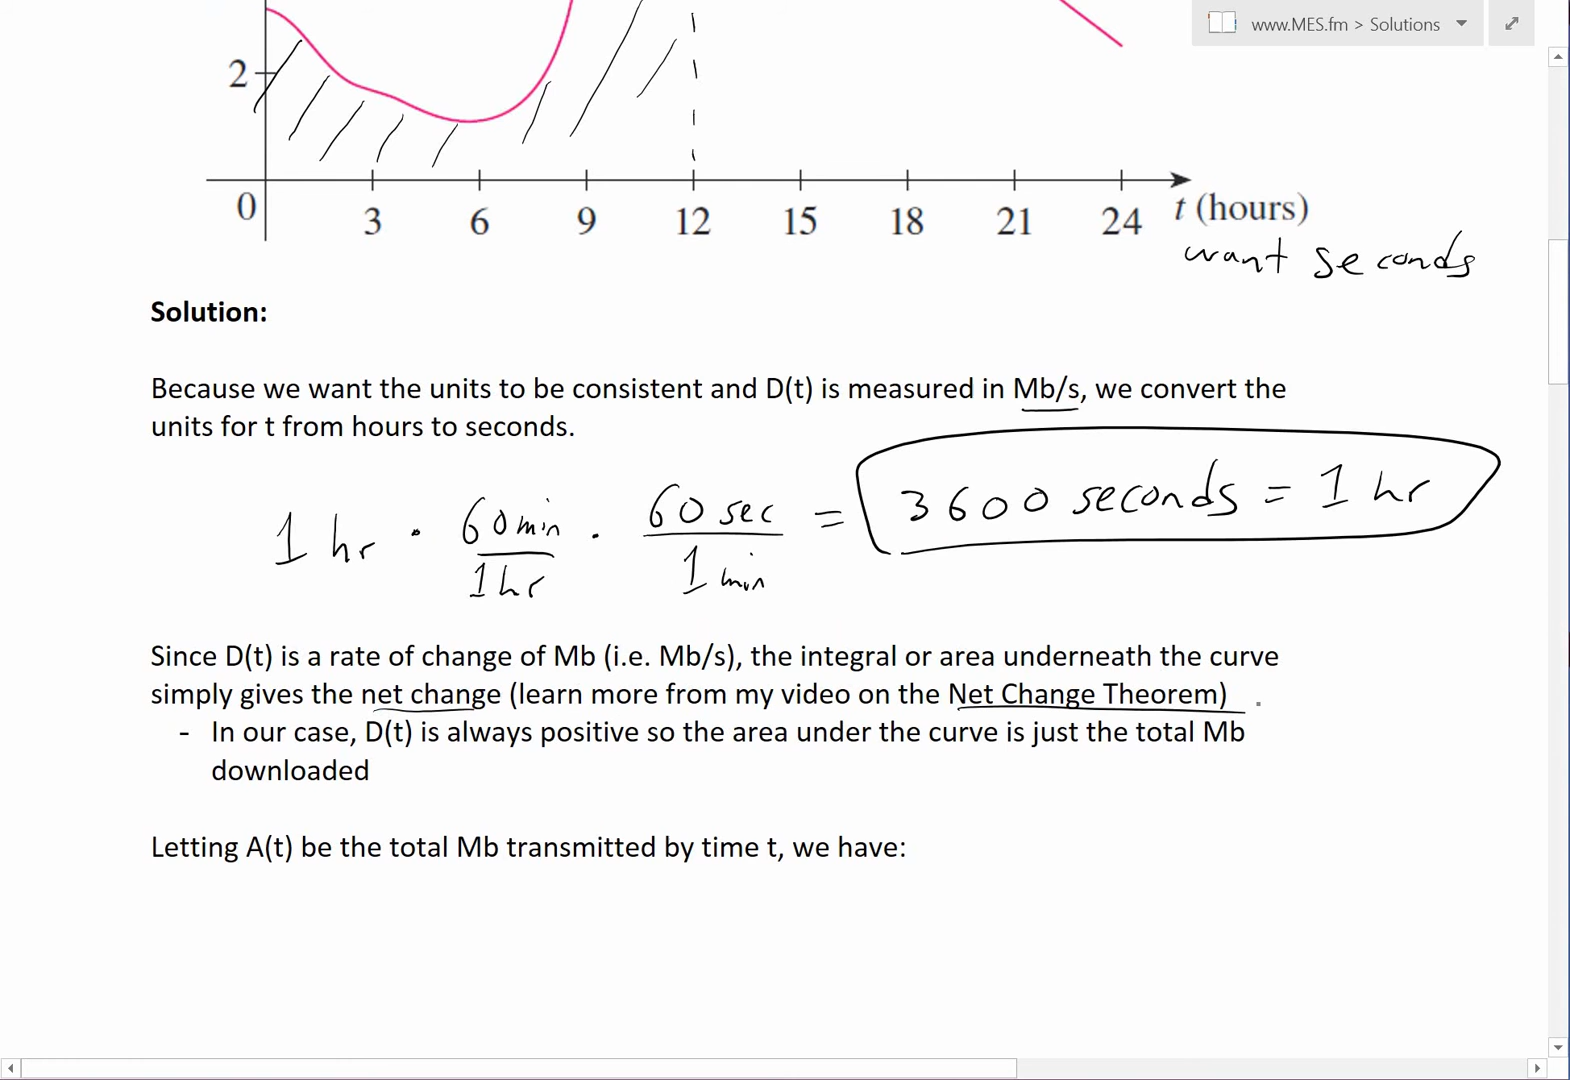 www.MES.fm > Solutions
2
0 3 6 9 12 15 18 21 24 t (hours)
want seconds
Solution:
Because we want the units to be consistent and D(t) is measured in Mb/s, we convert the
units for t from hours to seconds.
1 hr · 60 min / 1 hr · 60 sec / 1 min = 3600 seconds = 1 hr
Since D(t) is a rate of change of Mb (i.e. Mb/s), the integral or area underneath the curve
simply gives the net change (learn more from my video on the Net Change Theorem)
- In our case, D(t) is always positive so the area under the curve is just the total Mb
downloaded
Letting A(t) be the total Mb transmitted by time t, we have: